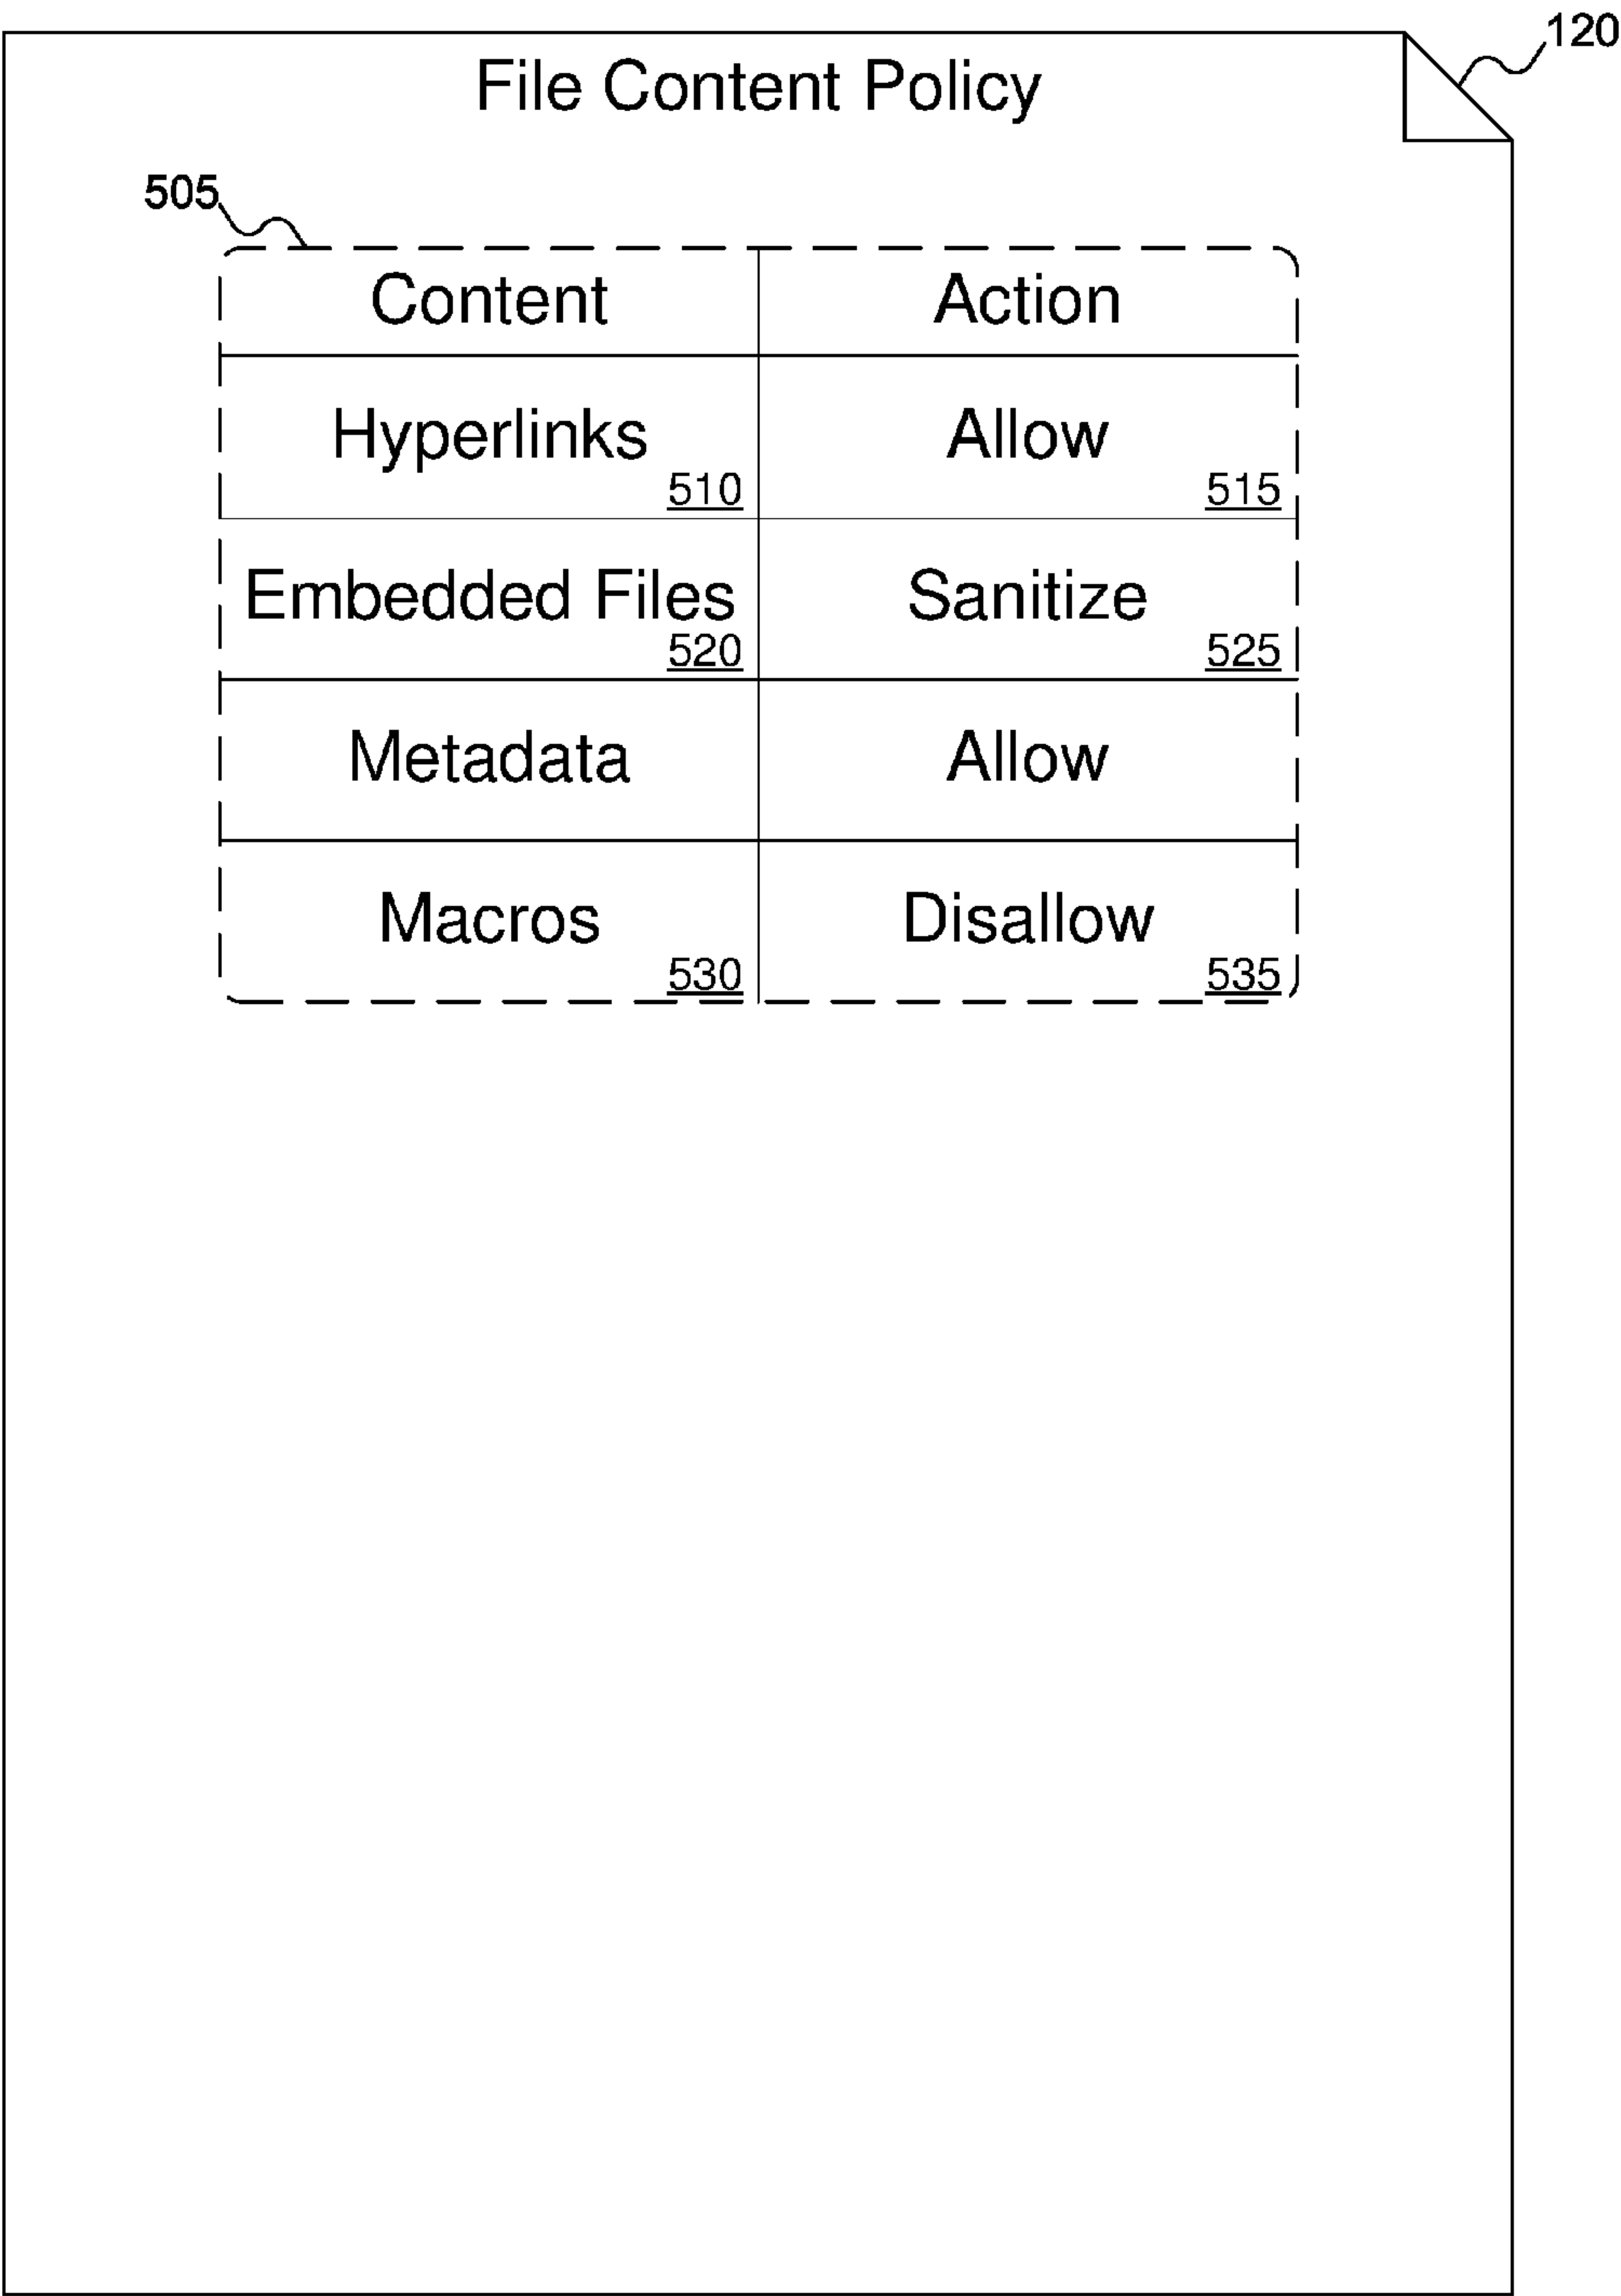 120
File Content Policy
505
Content Action
Hyperlinks Allow
510 515
Embedded Files Sanitize
520 525
Metadata Allow
Macros Disallow
530 535